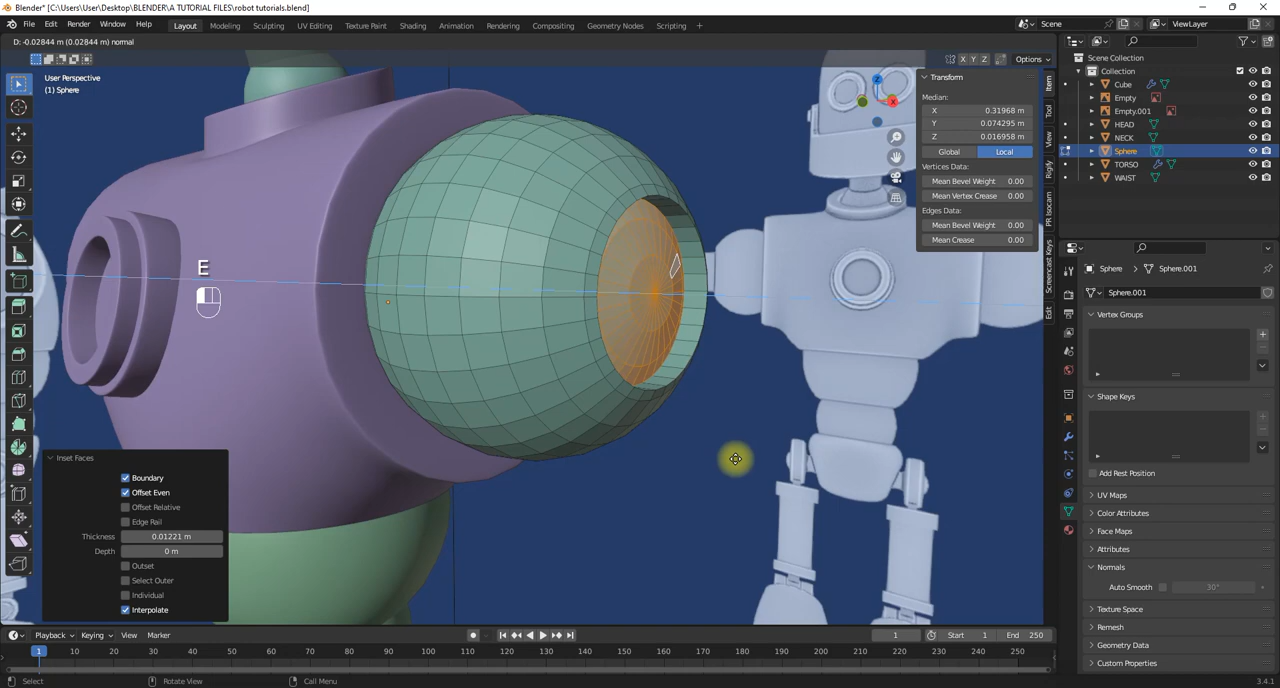 Blender* [C:\Users\User\Desktop\BLENDER\A TUTORIAL FILES\robot tutorials.blend]
File Edit Render Window Help Layout Modeling Sculpting UV Editing Texture Paint Shading Animation Rendering Compositing Geometry Nodes Scripting + Scene ViewLayer
D: -0.02844 m (0.02844 m) normal
X Y Z Options
User Perspective
(1) Sphere
Transform
Median:
X 0.31968 m
Y 0.074295 m
Z 0.016958 m
Global Local
Vertices Data:
Mean Bevel Weight 0.00
Mean Vertex Crease 0.00
Edges Data:
Mean Bevel Weight 0.00
Mean Crease 0.00
Item
Tool
View
Rigify
PR Isocam
Screencast Keys
Edit
Z
X
E
Inset Faces
Boundary
Offset Even
Offset Relative
Edge Rail
Thickness 0.01221 m
Depth 0 m
Outset
Select Outer
Individual
Interpolate
Scene Collection
Collection
Cube
Empty
Empty.001
HEAD
NECK
Sphere
TORSO
WAIST
Sphere Sphere.001
Sphere.001
Vertex Groups
Shape Keys
Add Rest Position
UV Maps
Color Attributes
Face Maps
Attributes
Normals
Auto Smooth 30°
Texture Space
Remesh
Geometry Data
Custom Properties
Playback Keying View Marker 1 Start 1 End 250
1 10 20 30 40 50 60 70 80 90 100 110 120 130 140 150 160 170 180 190 200 210 220 230 240 250
Select Rotate View Call Menu 3.4.1